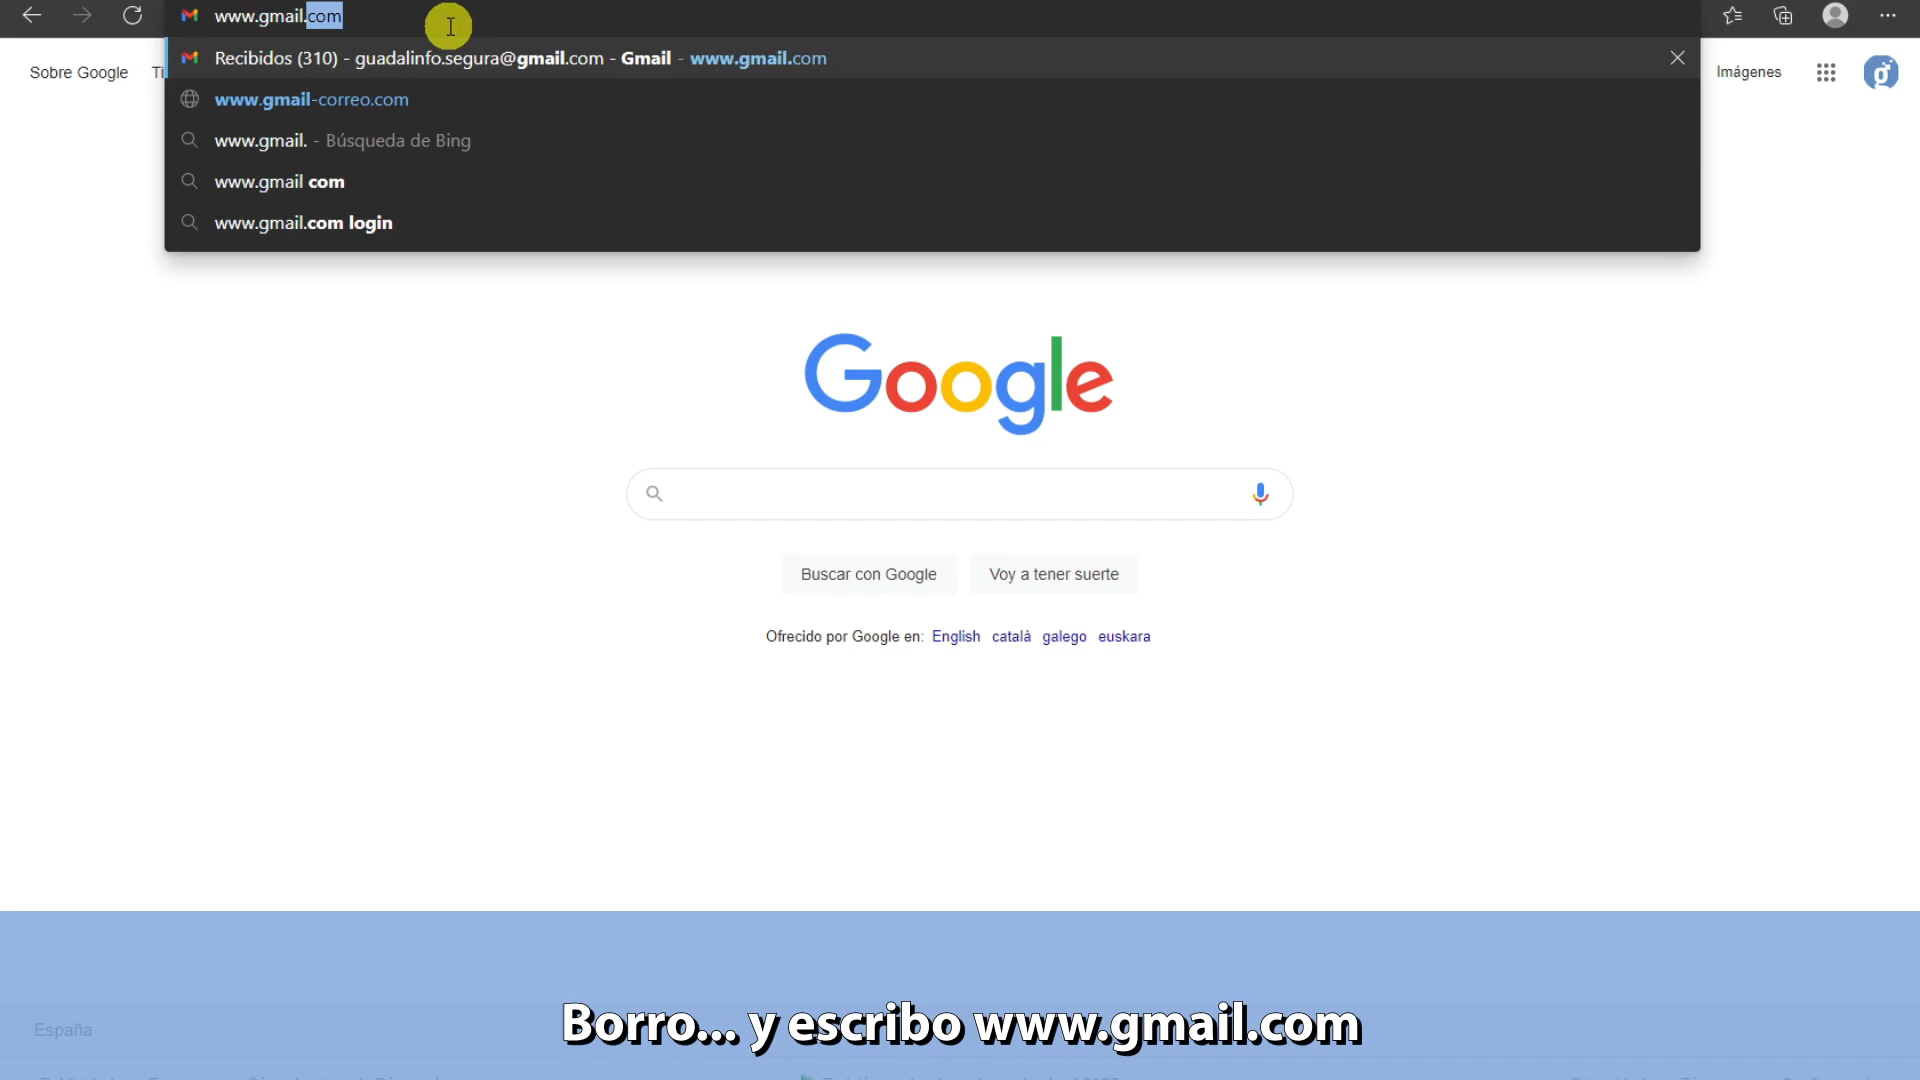 www.gmail.com
Recibidos (310) - guadalinfo.segura@gmail.com - Gmail - www.gmail.com
Sobre Google Ti
Imágenes
www.gmail-correo.com
www.gmail. - Búsqueda de Bing
www.gmail com
www.gmail.com login
Google
Buscar con Google
Voy a tener suerte
Ofrecido por Google en: English català galego euskara
Borro... y escribo www.gmail.com
España